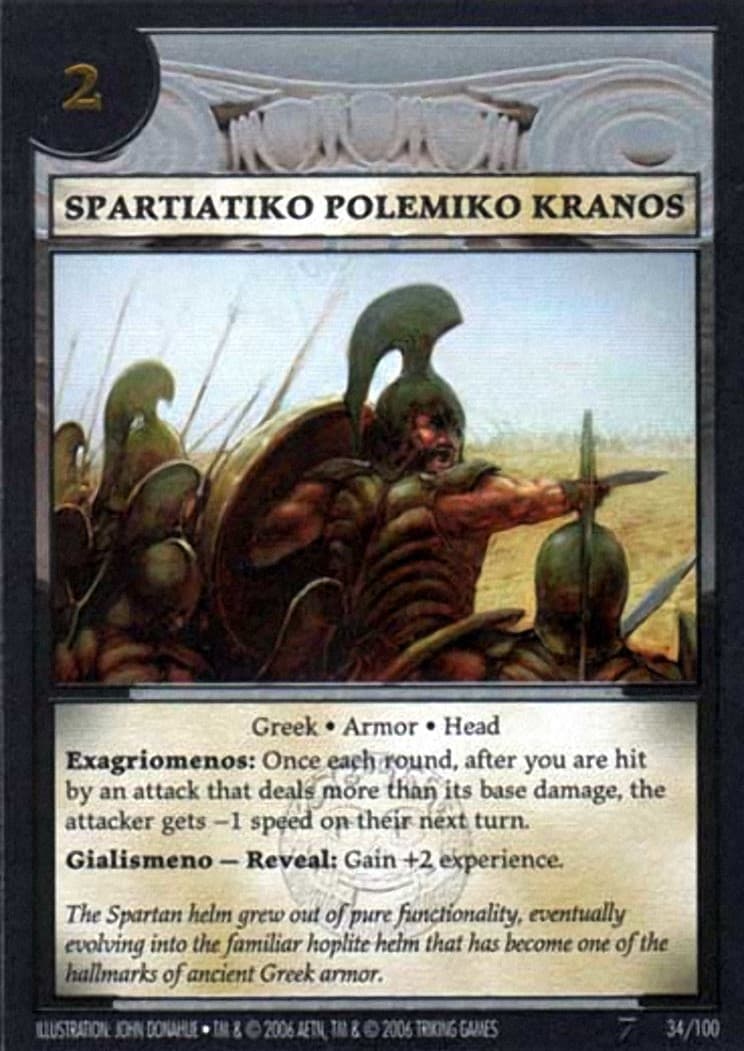 2
SPARTIATIKO POLEMIKO KRANOS
Greek • Armor • Head
Exagriomenos: Once each round, after you are hit
by an attack that deals more than its base damage, the
attacker gets –1 speed on their next turn.
Gialismeno – Reveal: Gain +2 experience.
The Spartan helm grew out of pure functionality, eventually
evolving into the familiar hoplite helm that has become one of the
hallmarks of ancient Greek armor.
ILLUSTRATION: JOHN DONAHUE • TM & © 2006 AETN, TM & © 2006 TRIKING GAMES 7 34/100